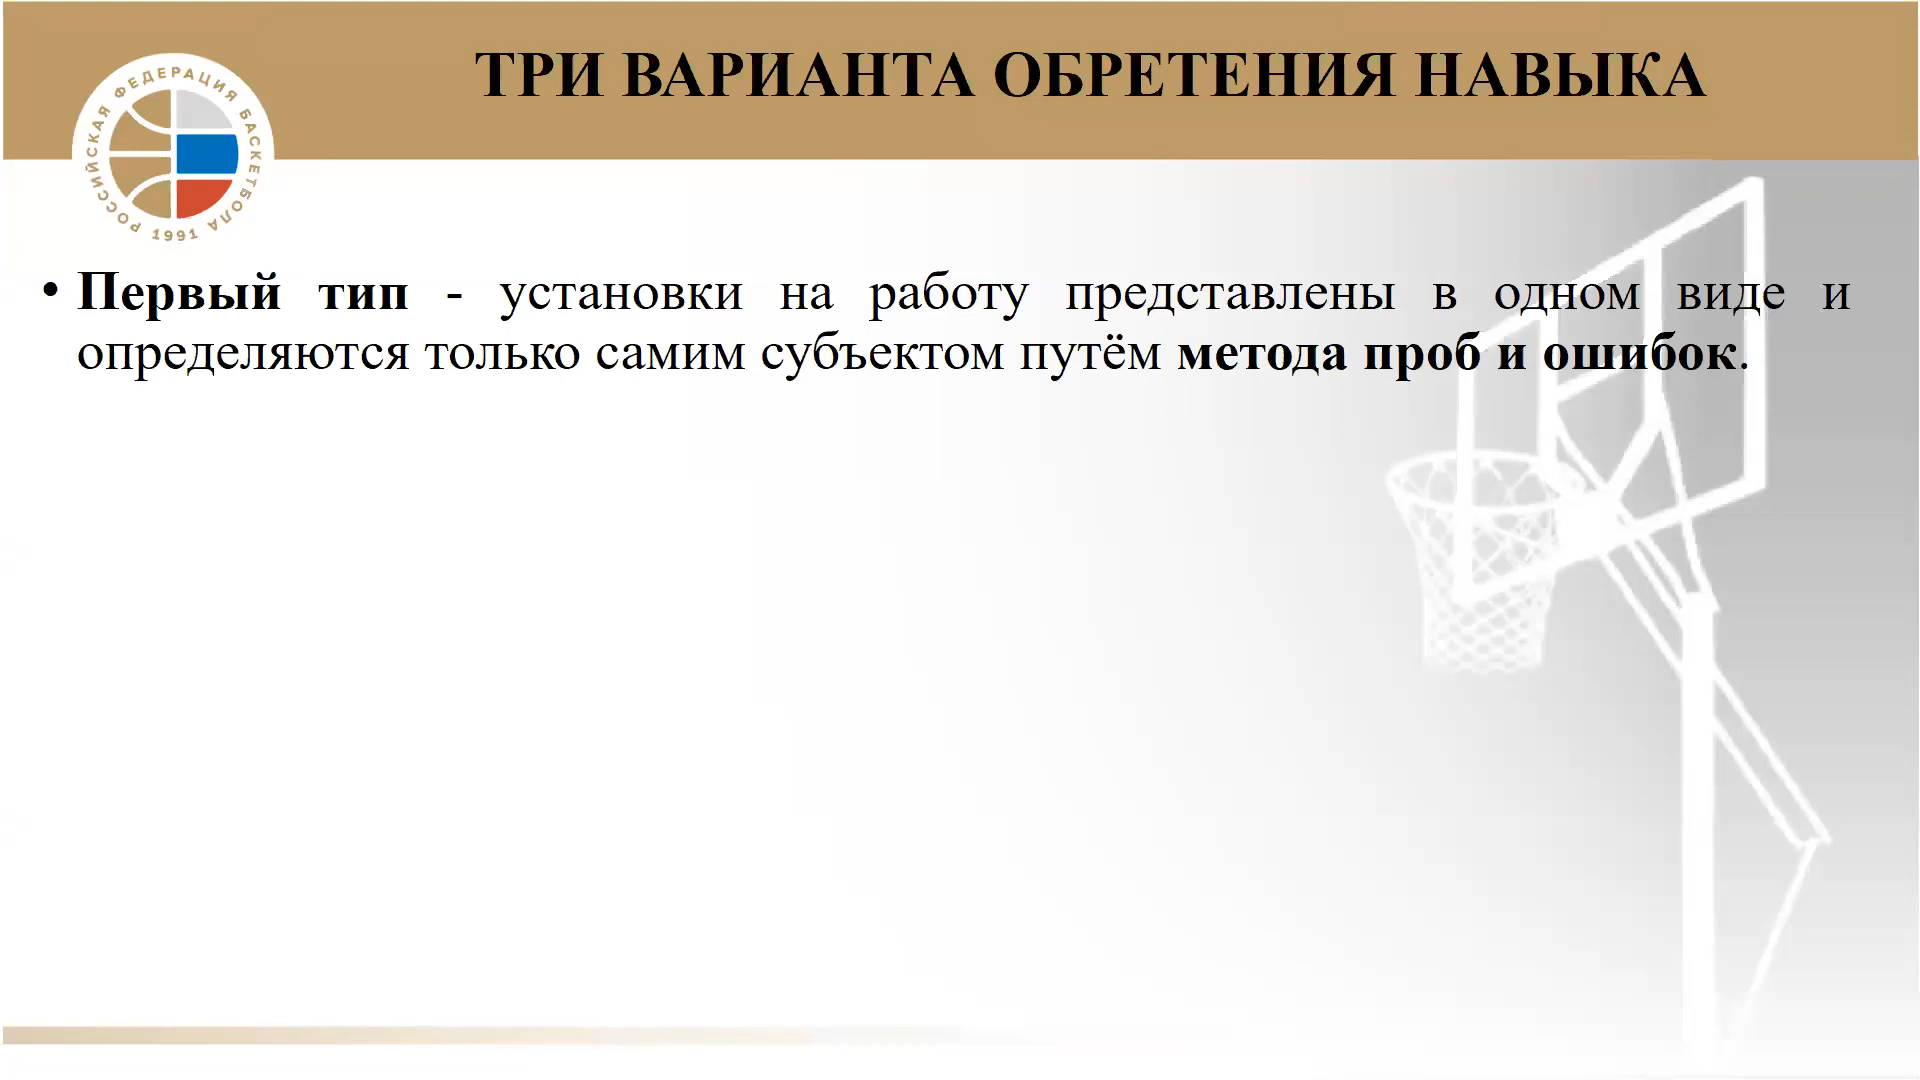 ТРИ ВАРИАНТА ОБРЕТЕНИЯ НАВЫКА
РОССИЙСКАЯ ФЕДЕРАЦИЯ БАСКЕТБОЛА
1991
• Первый тип - установки на работу представлены в одном виде и
определяются только самим субъектом путём метода проб и ошибок.